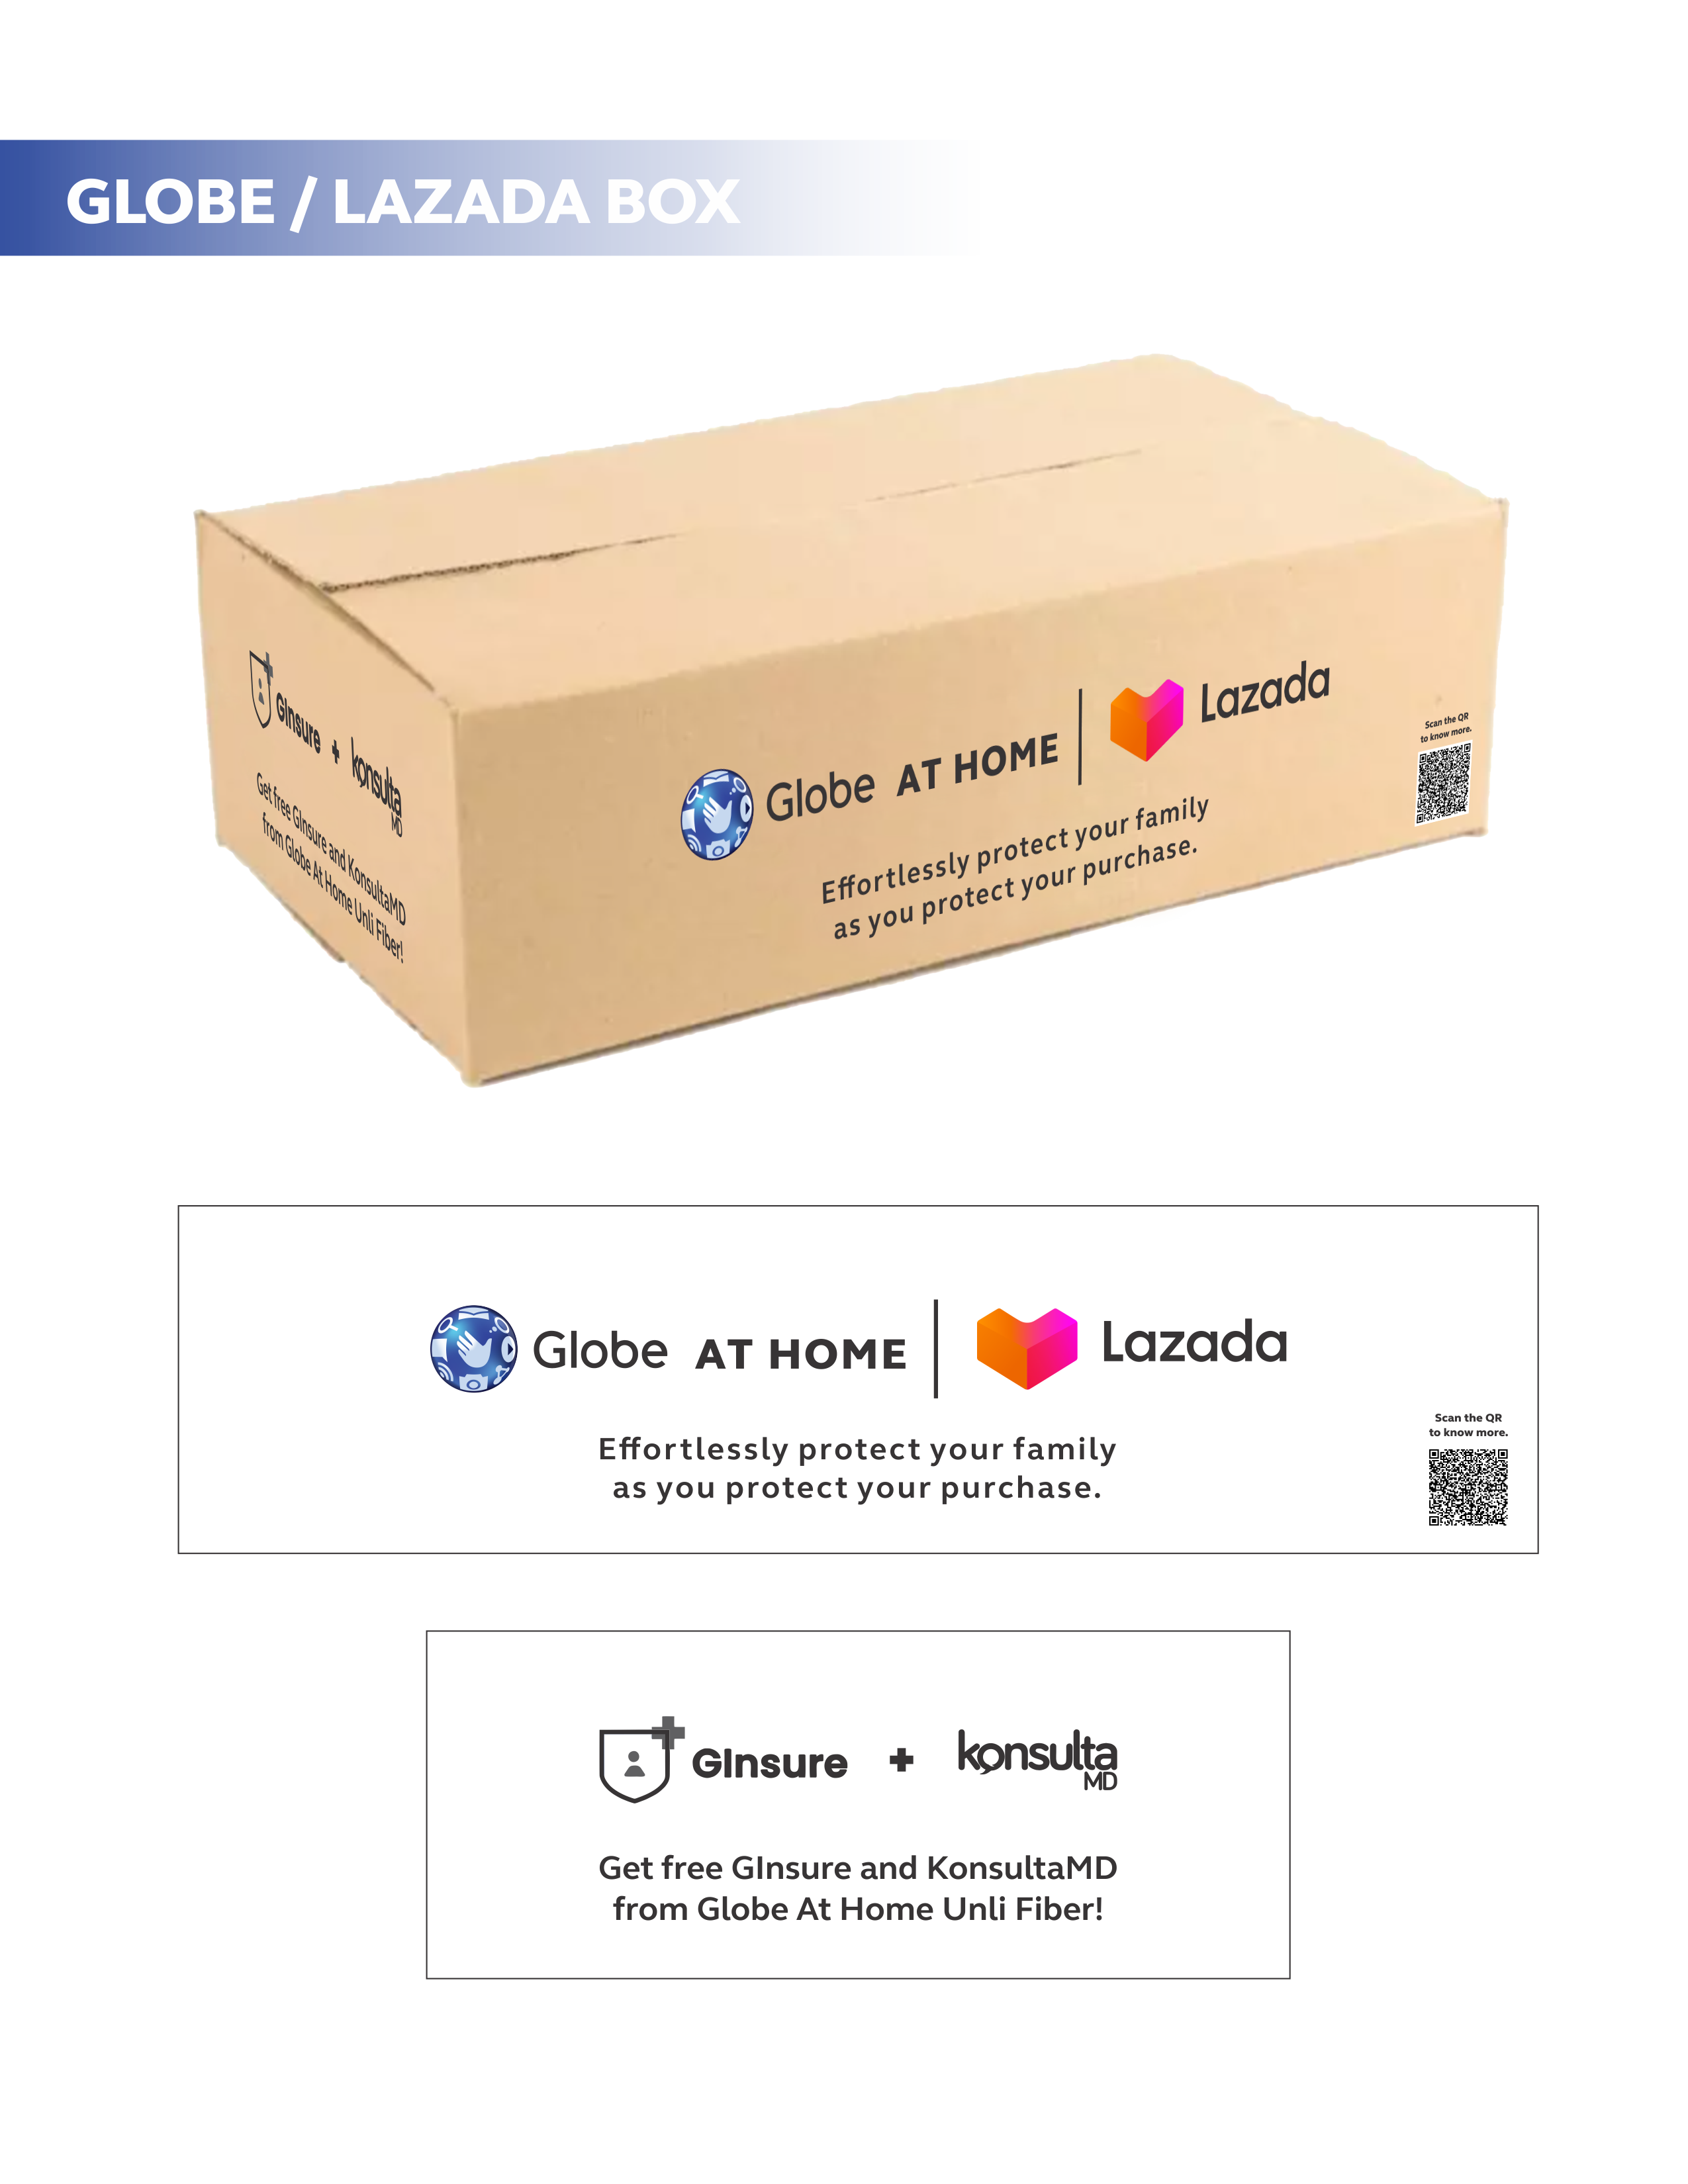 GLOBE / LAZADA BOX
GInsure + konsulta MD
Get free GInsure and KonsultaMD
from Globe At Home Unli Fiber!
Globe AT HOME | Lazada
Effortlessly protect your family
as you protect your purchase.
Scan the QR
to know more.
Globe AT HOME | Lazada
Effortlessly protect your family
as you protect your purchase.
Scan the QR
to know more.
GInsure + konsulta MD
Get free GInsure and KonsultaMD
from Globe At Home Unli Fiber!